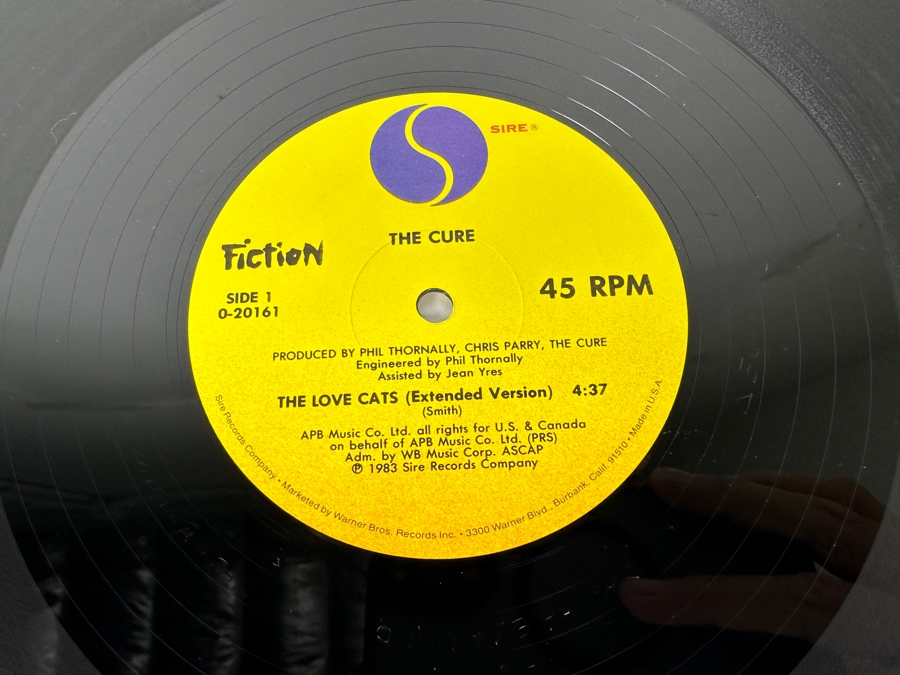 SIRE®
THE CURE
Fiction
SIDE 1
0-20161
45 RPM
PRODUCED BY PHIL THORNALLY, CHRIS PARRY, THE CURE
Engineered by Phil Thornally
Assisted by Jean Yres
THE LOVE CATS (Extended Version) 4:37
(Smith)
APB Music Co. Ltd. all rights for U.S. & Canada
on behalf of APB Music Co. Ltd. (PRS)
Adm. by WB Music Corp. ASCAP
℗ 1983 Sire Records Company
Sire Records Company • Marketed by Warner Bros. Records Inc. • 3300 Warner Blvd., Burbank, Calif. 91510 • Made in U.S.A.